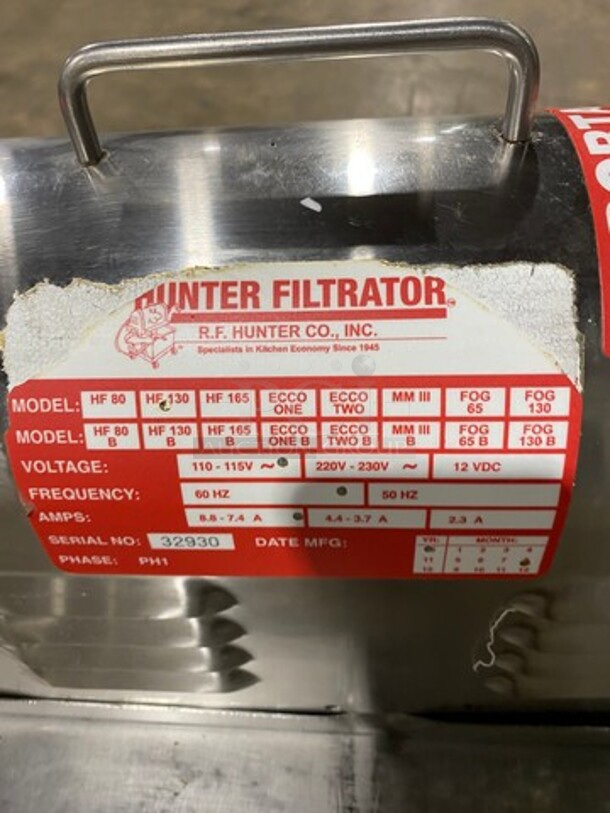 HUNTER FILTRATOR
R.F. HUNTER CO., INC.
Specialists in Kitchen Economy Since 1945
MODEL: HF 80 HF 130 HF 165 ECCO ONE ECCO TWO MM III FOG 65 FOG 130
MODEL: HF 80 B HF 130 B HF 165 B ECCO ONE B ECCO TWO B MM III B FOG 65 B FOG 130 B
VOLTAGE: 110 - 115V ~ 220V - 230V ~ 12 VDC
FREQUENCY: 60 HZ 50 HZ
AMPS: 8.8 - 7.4 A 4.4 - 3.7 A 2.3 A
SERIAL NO: 32930 DATE MFG: YR: MONTH:
1 2 3 4
11 5 6 7
PHASE: PH1 9 10 11 12